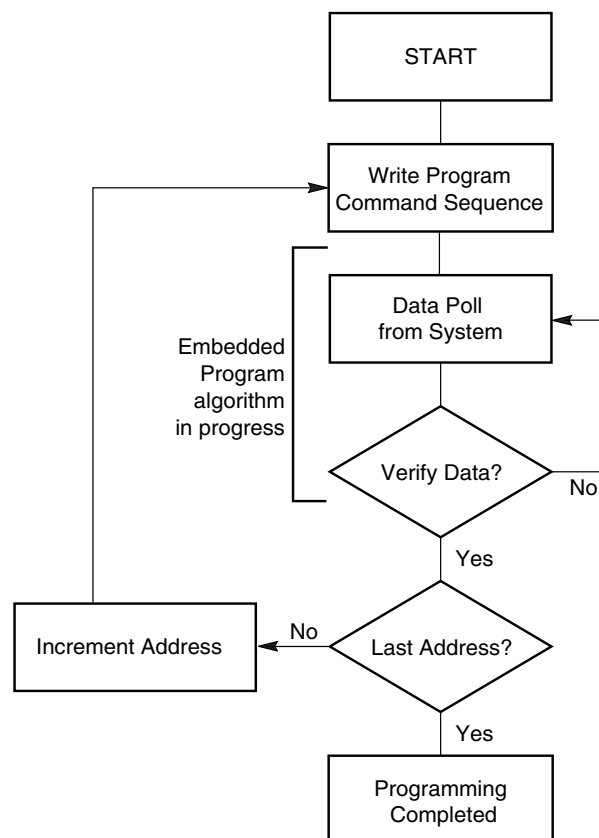 START
Write Program
Command Sequence
Data Poll
from System
Embedded
Program
algorithm
in progress
Verify Data?
No
Yes
Increment Address
No
Last Address?
Yes
Programming
Completed